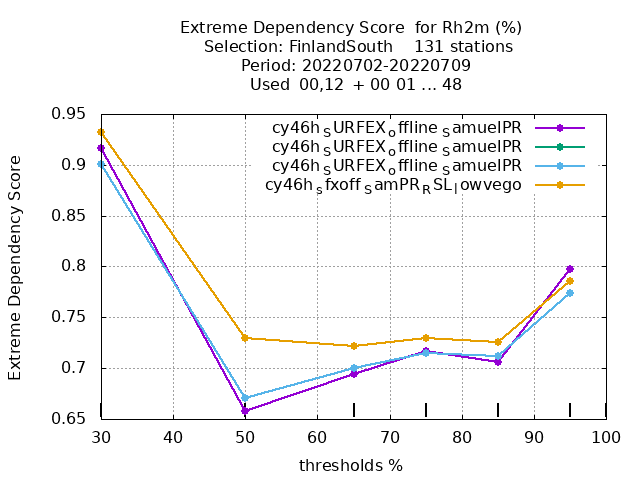 Extreme Dependency Score  for Rh2m (%)
Selection: FinlandSouth    131 stations
Period: 20220702-20220709
Used  00,12  + 00 01 ... 48
cy46h_SURFEX_offline_SamuelPR
cy46h_SURFEX_offline_SamuelPR
cy46h_SURFEX_offline_SamuelPR
cy46h_sfxoff_SamPR_RSL_lowvego
Extreme Dependency Score
0.95
0.9
0.85
0.8
0.75
0.7
0.65
30 40 50 60 70 80 90 100
thresholds %